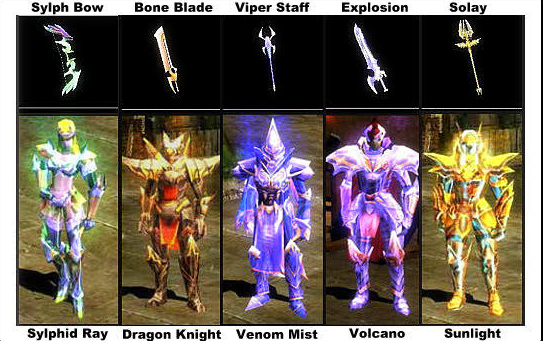 Sylph Bow Bone Blade Viper Staff Explosion Solay
Sylphid Ray Dragon Knight Venom Mist Volcano Sunlight